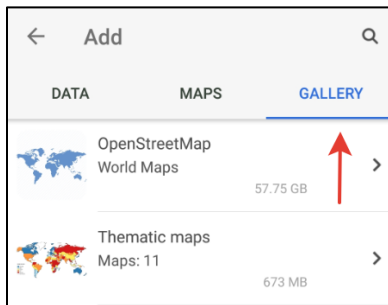 Add
DATA MAPS GALLERY
OpenStreetMap
World Maps
57.75 GB
Thematic maps
Maps: 11
673 MB